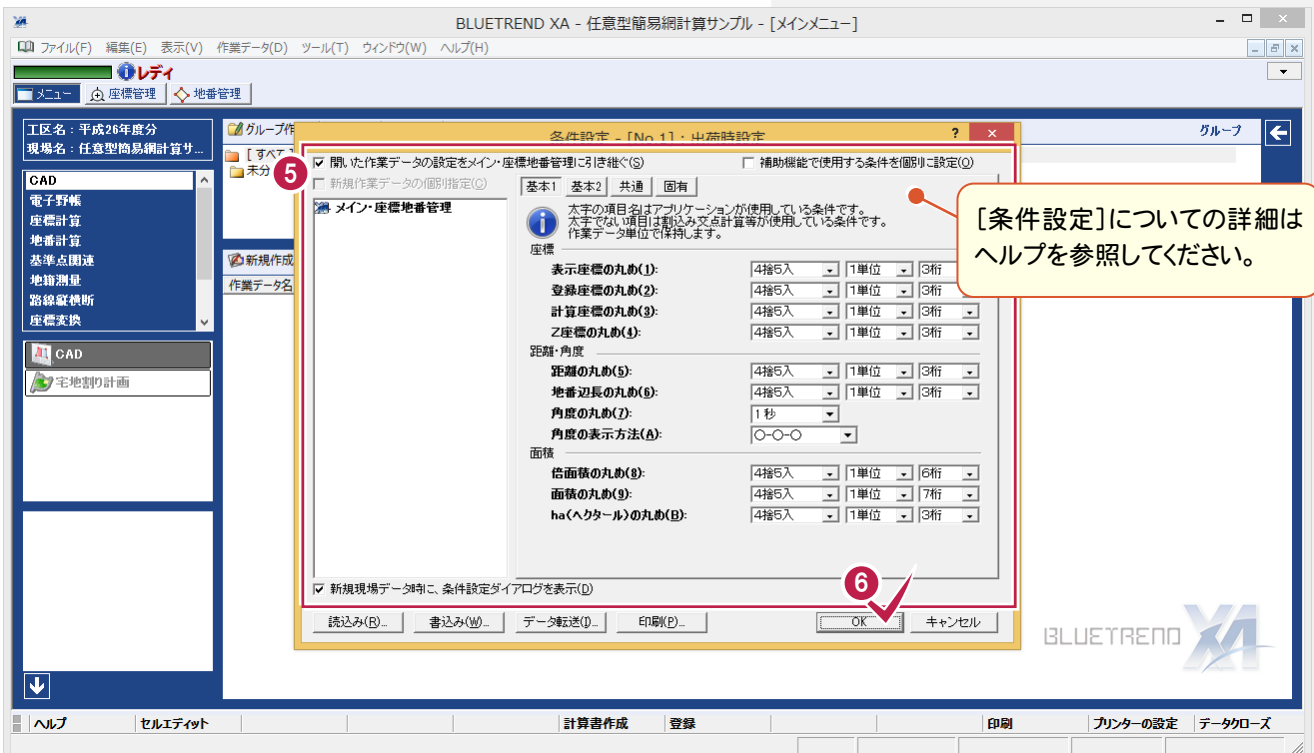 BLUETREND XA - 任意型簡易網計算サンプル - [メインメニュー]
ファイル(F) 編集(E) 表示(V) 作業データ(D) ツール(T) ウィンドウ(W) ヘルプ(H)
レディ
メニュー 座標管理 地番管理
工区名：平成26年度分
現場名：任意型簡易網計算サ...
CAD
電子野帳
座標計算
地番計算
基準点関連
地籍測量
路線縦横断
座標変換
CAD
宅地割り計画
グループ作
グループ
[すべて
未分
新規作成
作業データ名
条件設定 - [No.1]：出荷時設定
5
開いた作業データの設定をメイン・座標地番管理に引き継ぐ(S)
補助機能で使用する条件を個別に設定(O)
新規作業データの個別指定(C)
メイン・座標地番管理
基本1 基本2 共通 固有
太字の項目名はアプリケーションが使用している条件です。
太字でない項目は割込み交点計算等が使用している条件です。
作業データ単位で保持します。
座標
表示座標の丸め(1): 4捨5入 1単位 3桁
登録座標の丸め(2): 4捨5入 1単位 3桁
計算座標の丸め(3): 4捨5入 1単位 3桁
Z座標の丸め(4): 4捨5入 1単位 3桁
距離・角度
距離の丸め(5): 4捨5入 1単位 3桁
地番辺長の丸め(6): 4捨5入 1単位 3桁
角度の丸め(7): 1秒
角度の表示方法(A): ○-○-○
面積
倍面積の丸め(8): 4捨5入 1単位 6桁
面積の丸め(9): 4捨5入 1単位 7桁
ha(ヘクタール)の丸め(B): 4捨5入 1単位 3桁
新規現場データ時に、条件設定ダイアログを表示(D)
6
読込み(R)... 書込み(W)... データ転送(I)... 印刷(P)... OK キャンセル
[条件設定]についての詳細は
ヘルプを参照してください。
BLUETREND XA
ヘルプ セルエディット 計算書作成 登録 印刷 プリンターの設定 データクローズ